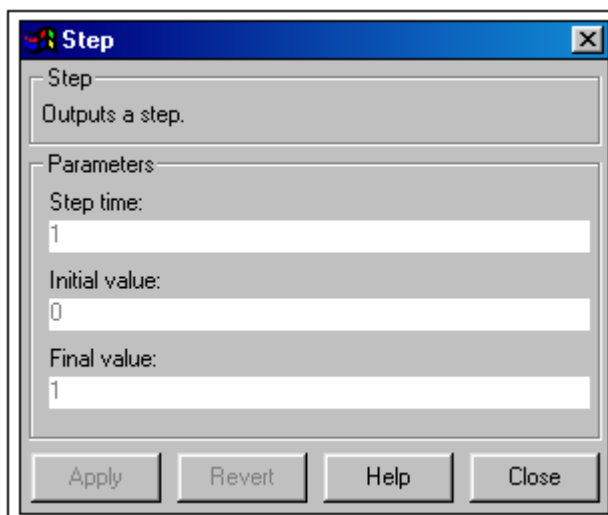 Step
Step
Outputs a step.
Parameters
Step time:
1
Initial value:
0
Final value:
1
Apply Revert Help Close